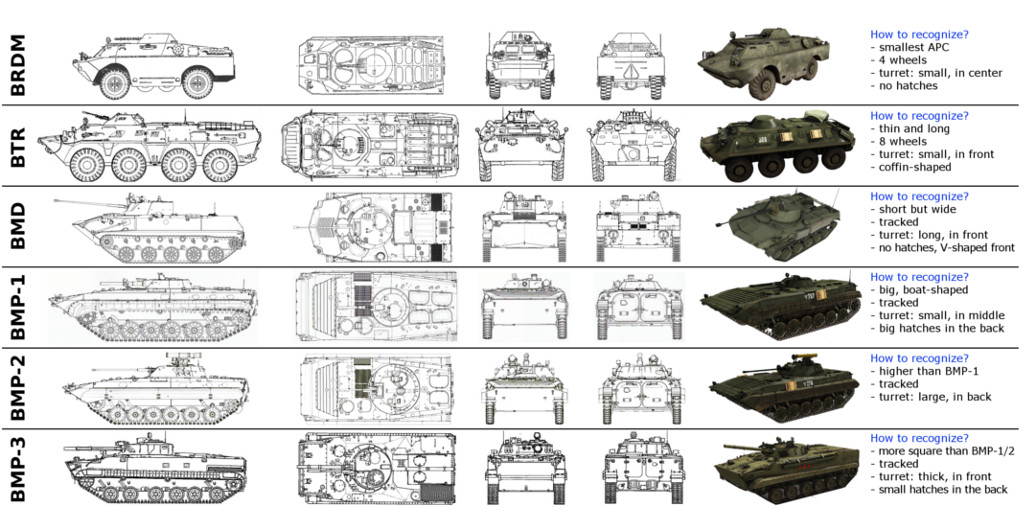 BRDM
How to recognize?
- smallest APC
- 4 wheels
- turret: small, in center
- no hatches
BTR
How to recognize?
- thin and long
- 8 wheels
- turret: small, in front
- coffin-shaped
BMD
How to recognize?
- short but wide
- tracked
- turret: long, in front
- no hatches, V-shaped front
BMP-1
How to recognize?
- big, boat-shaped
- tracked
- turret: small, in middle
- big hatches in the back
BMP-2
How to recognize?
- higher than BMP-1
- tracked
- turret: large, in back
BMP-3
How to recognize?
- more square than BMP-1/2
- tracked
- turret: thick, in front
- small hatches in the back